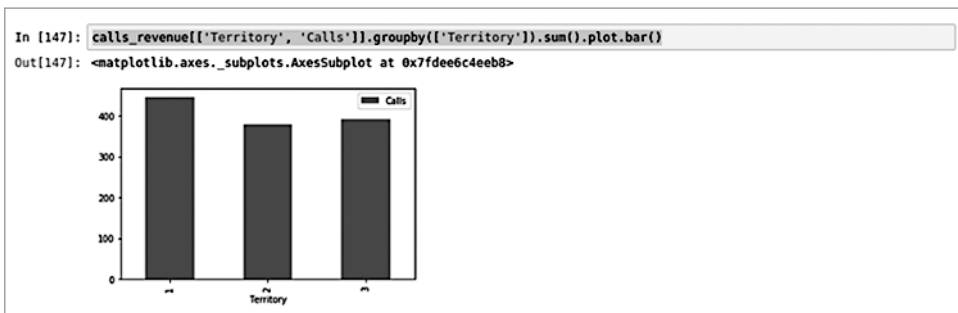 In [147]: calls_revenue[['Territory', 'Calls']].groupby(['Territory']).sum().plot.bar()
Out[147]: <matplotlib.axes._subplots.AxesSubplot at 0x7fdee6c4eeb8>
Calls
400
300
200
100
0
1 2 3
Territory